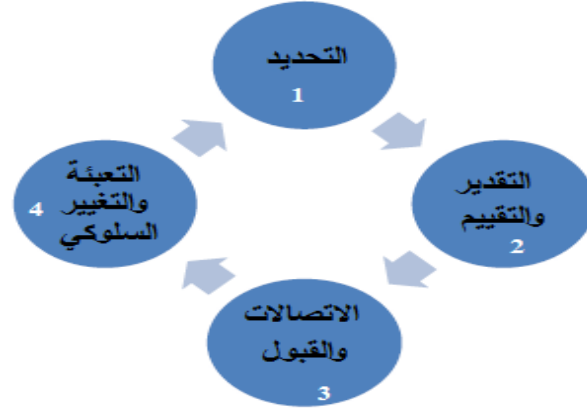 التحديد
1
التقدير
والتقييم
2
الاتصالات
والقبول
3
التعبئة
والتغيير
السلوكي
4